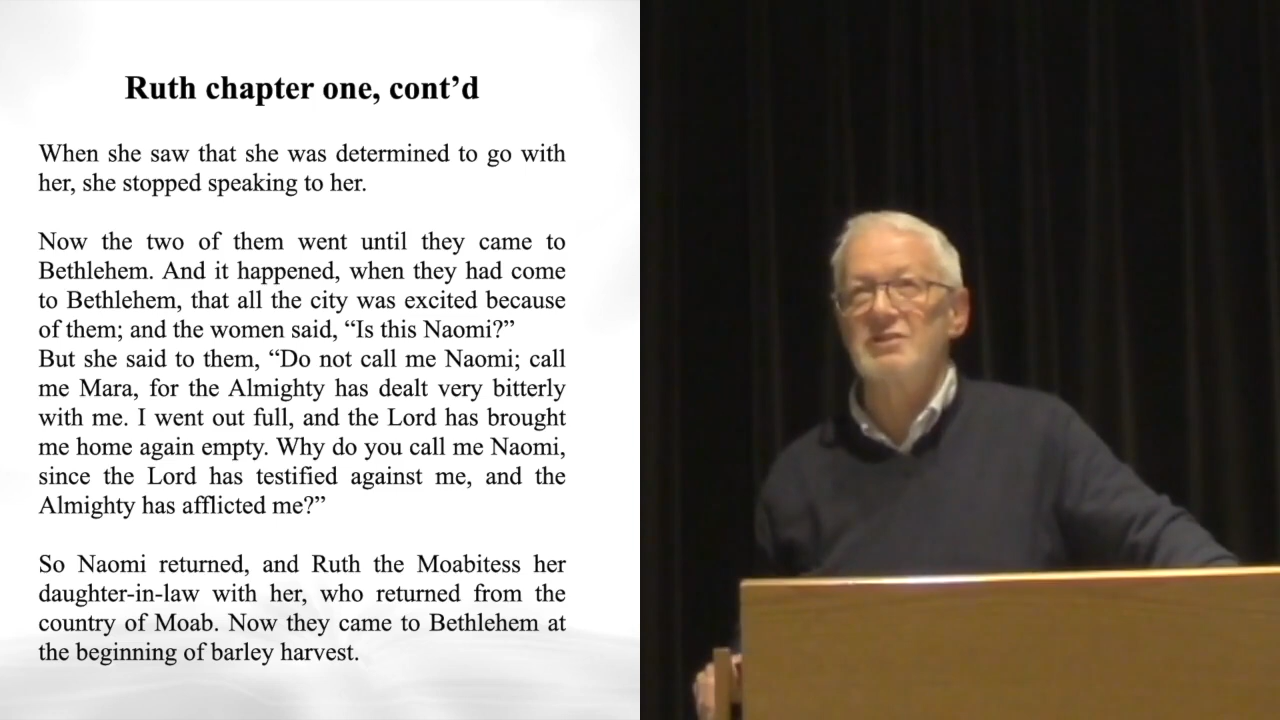 Ruth chapter one, cont’d
When she saw that she was determined to go with
her, she stopped speaking to her.
Now the two of them went until they came to
Bethlehem. And it happened, when they had come
to Bethlehem, that all the city was excited because
of them; and the women said, “Is this Naomi?”
But she said to them, “Do not call me Naomi; call
me Mara, for the Almighty has dealt very bitterly
with me. I went out full, and the Lord has brought
me home again empty. Why do you call me Naomi,
since the Lord has testified against me, and the
Almighty has afflicted me?”
So Naomi returned, and Ruth the Moabitess her
daughter-in-law with her, who returned from the
country of Moab. Now they came to Bethlehem at
the beginning of barley harvest.